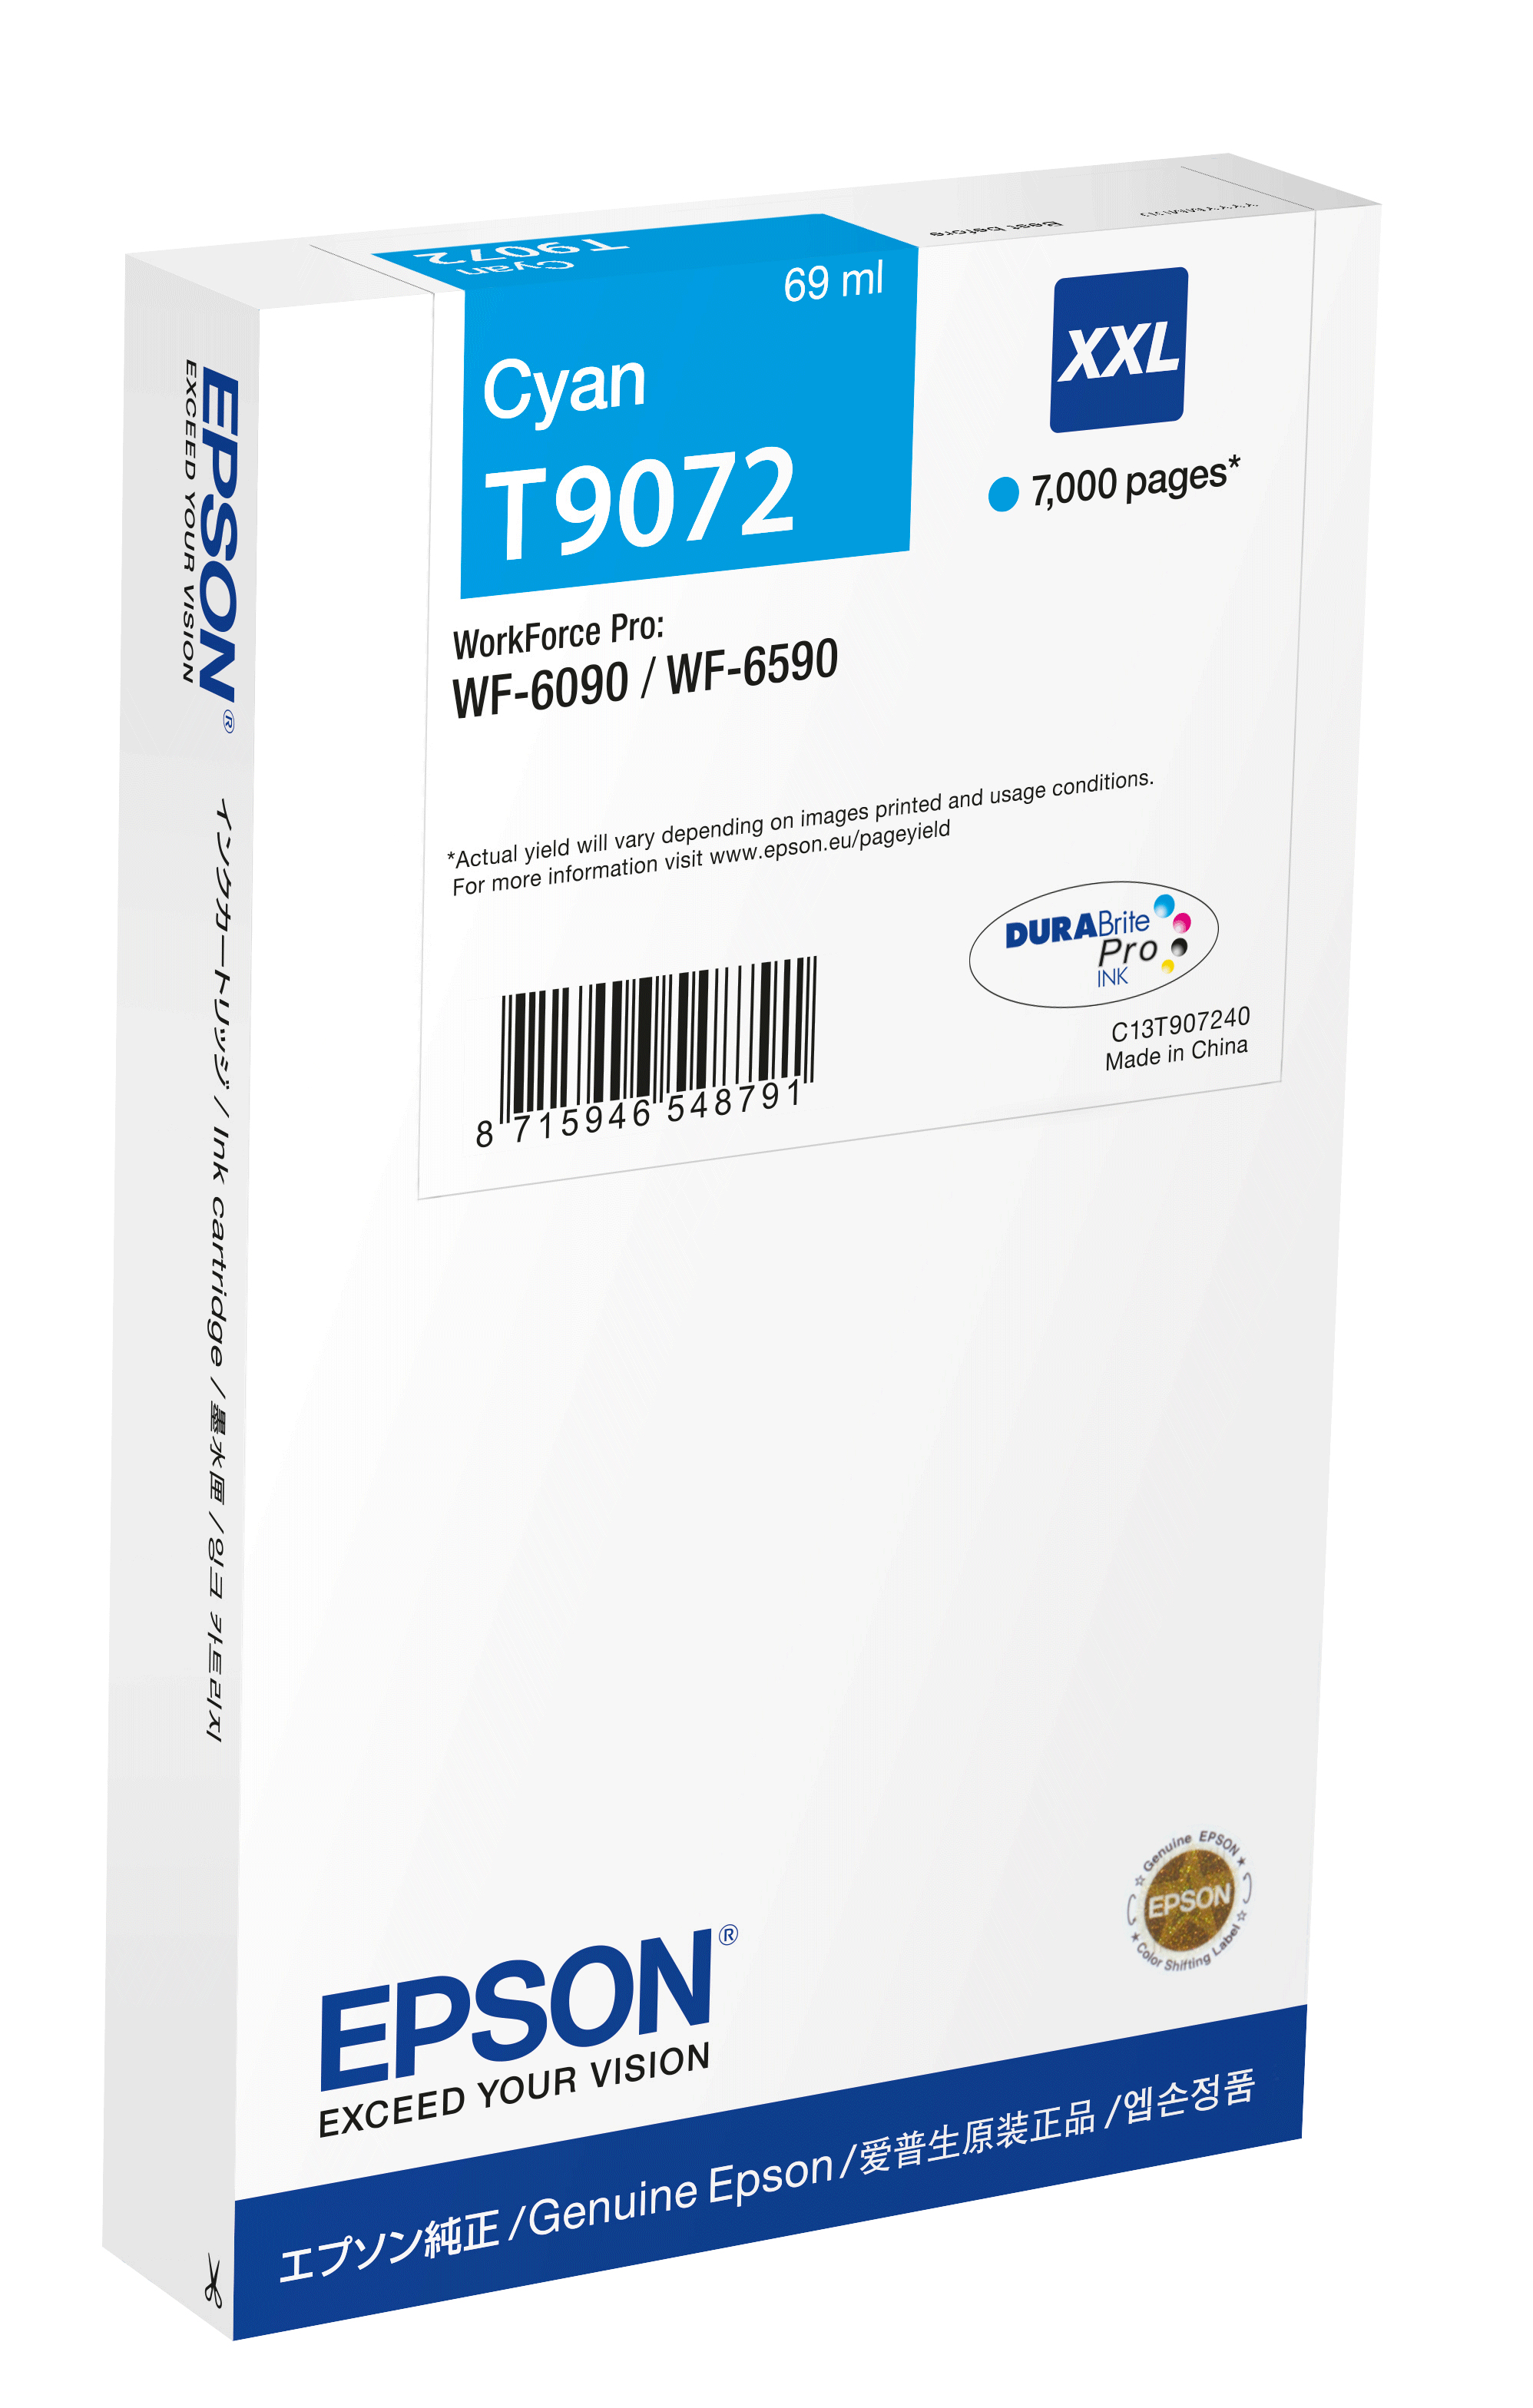 Cyan
T9072
Best before
69 ml
Cyan
T9072
XXL
7,000 pages*
WorkForce Pro:
WF-6090 / WF-6590
*Actual yield will vary depending on images printed and usage conditions.
For more information visit www.epson.eu/pageyield
DURABrite
Pro
INK
C13T907240
Made in China
8 715946 548791
EPSON®
EXCEED YOUR VISION
インクカートリッジ / Ink cartridge / 墨水匣 / 잉크 카트리지
Genuine EPSON
EPSON
Color Shifting Label
EPSON®
EXCEED YOUR VISION
エプソン純正 / Genuine Epson / 爱普生原装正品 / 엡손정품